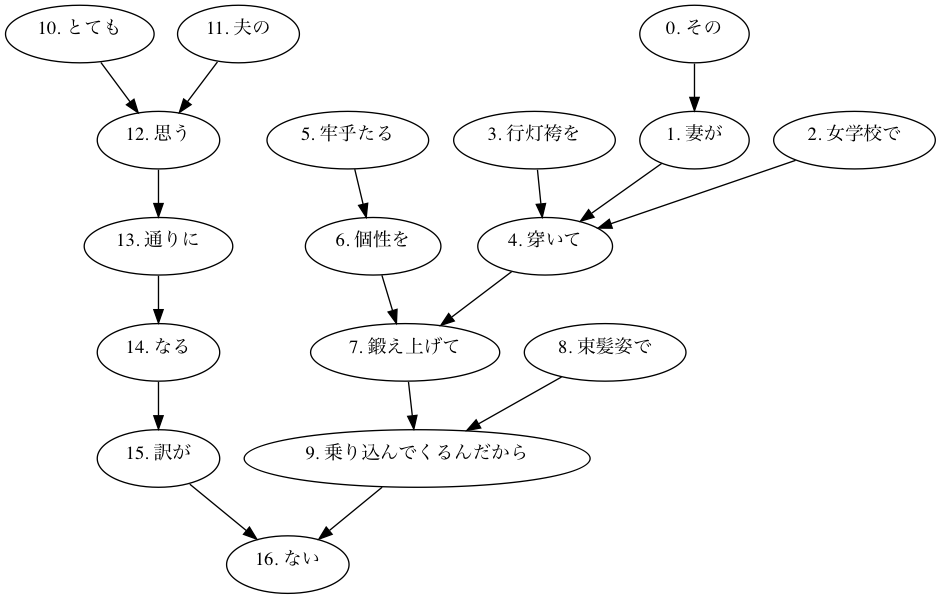 10. とても
11. 夫の
0. その
12. 思う
5. 牢乎たる
3. 行灯袴を
1. 妻が
2. 女学校で
13. 通りに
6. 個性を
4. 穿いて
14. なる
7. 鍛え上げて
8. 束髪姿で
15. 訳が
9. 乗り込んでくるんだから
16. ない